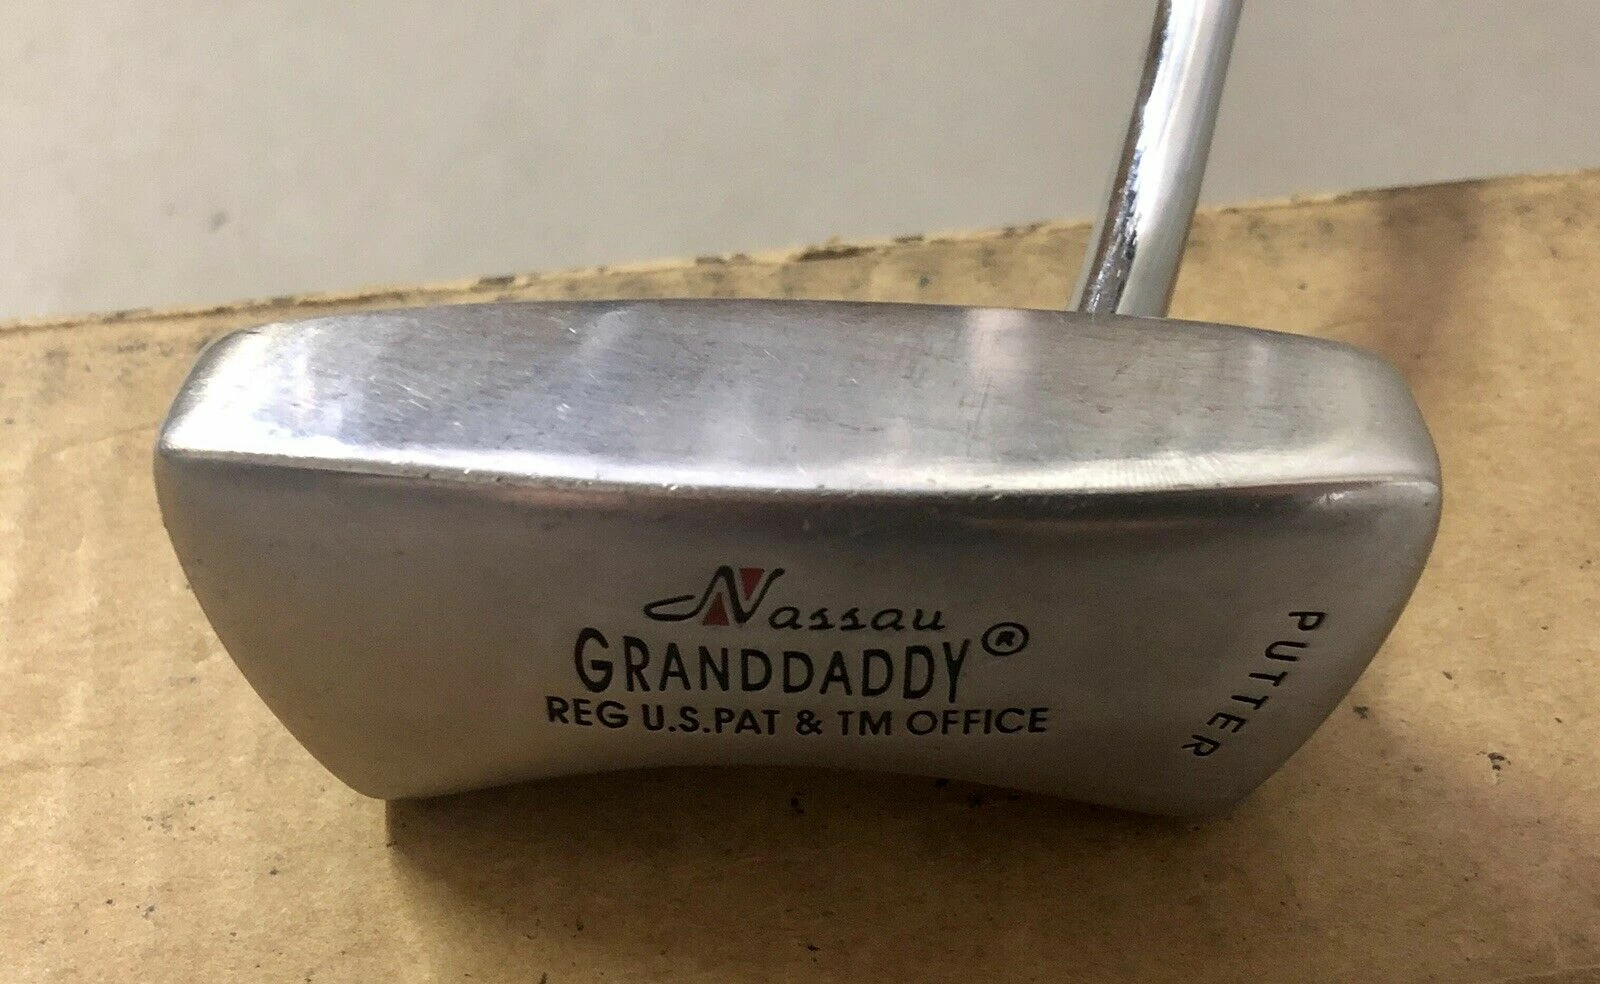 Nassau
GRANDDADDY®
REG U.S.PAT & TM OFFICE
PUTTER